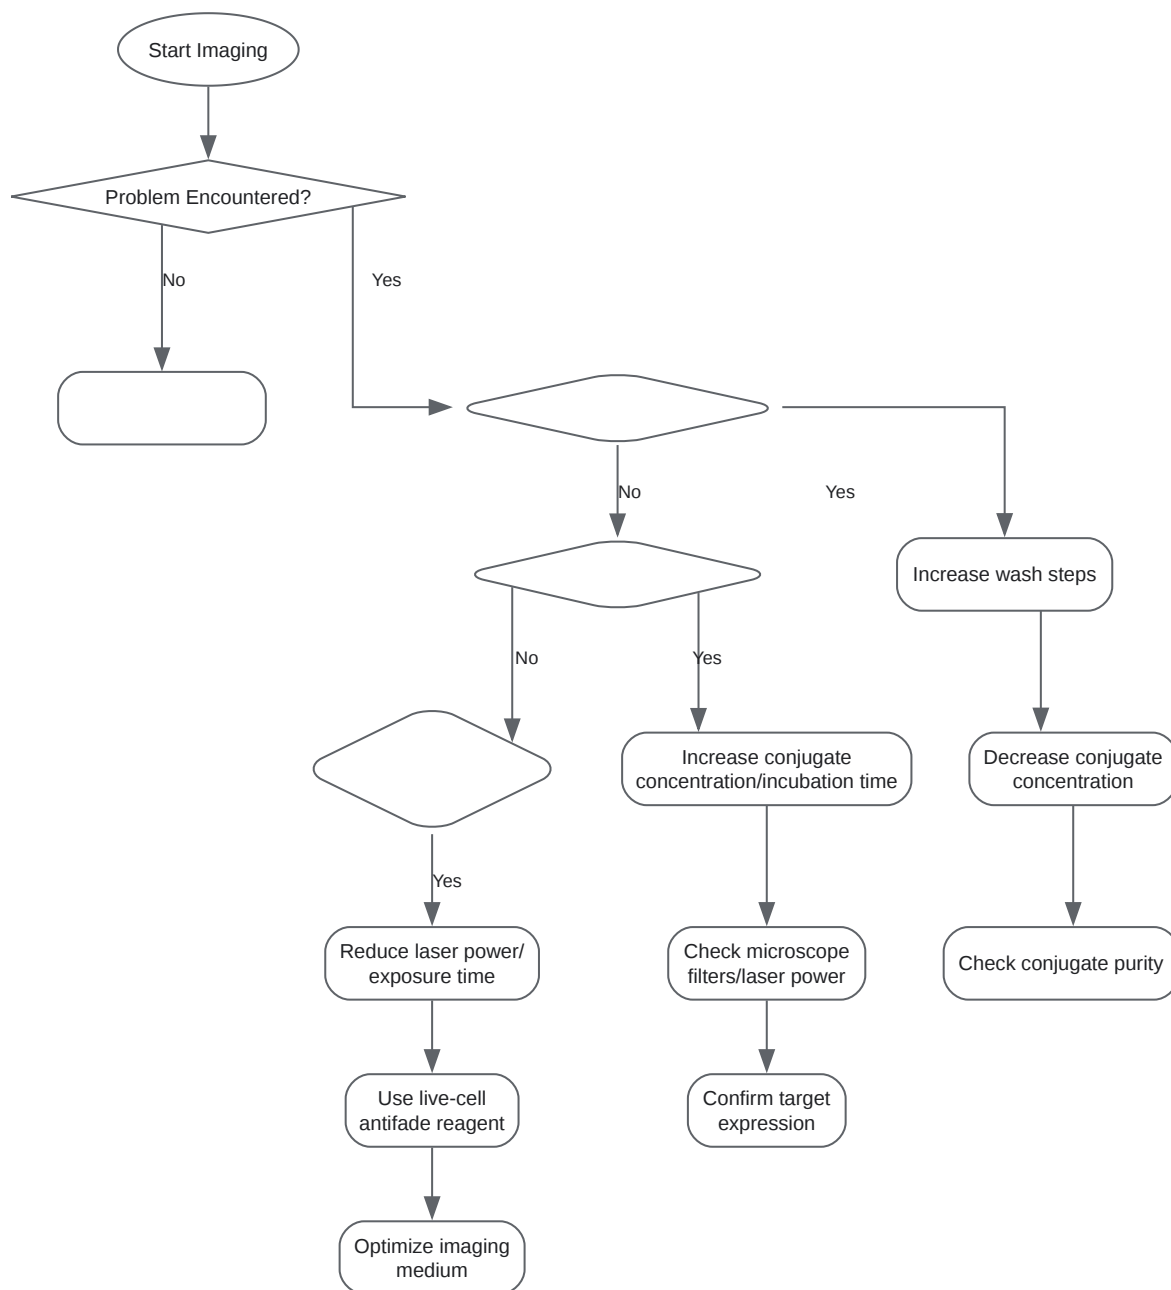 Start Imaging
Problem Encountered?
No
Yes
No
Yes
Increase wash steps
No
Yes
Increase conjugate
concentration/incubation time
Decrease conjugate
concentration
Yes
Reduce laser power/
exposure time
Check microscope
filters/laser power
Check conjugate purity
Use live-cell
antifade reagent
Confirm target
expression
Optimize imaging
medium